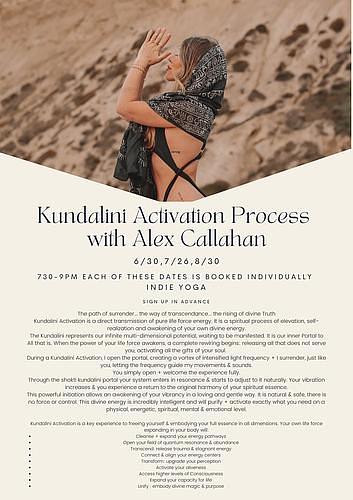 Kundalini Activation Process
with Alex Callahan
6/30,7/26,8/30
730-9PM EACH OF THESE DATES IS BOOKED INDIVIDUALLY
INDIE YOGA
SIGN UP IN ADVANCE
The path of surrender... the way of transcendance... the rising of divine Truth
Kundalini Activation is a direct transmission of pure life force energy. It is a spiritual process of elevation, self-
realization and awakening of your own divine energy.
The Kundalini represents our infinite multi-dimensional potential, waiting to be manifested. It is our inner Portal to
All that is. When the power of your life force awakens, a complete rewiring begins: releasing all that does not serve
you, activating all the gifts of your soul.
During a Kundalini Activation, I open the portal, creating a vortex of intensified light frequency + I surrender, just like
you, letting the frequency guide my movements & sounds.
You simply open + welcome the experience fully.
Through the shakti kundalini portal your system enters in resonance & starts to adjust to it naturally. Your vibration
increases & you experience a return to the original harmony of your spiritual essence.
This powerful initiation allows an awakening of your vibrancy in a loving and gentle way. It is natural & safe, there is
no force or control. This divine energy is incredibly intelligent and will purify + activate exactly what you need on a
physical, energetic, spiritual, mental & emotional level.
Kundalini Activation is a key experience to freeing yourself & embodying your full essence in all dimensions. Your own life force
expanding in your body will:
Cleanse + expand your energy pathways
Open your field of quantum resonance & abundance
Transcend: release trauma & stagnant energy
Connect & align your energy centers
Transform: upgrade your perception
Activate your aliveness
Access higher levels of Consciousness
Expand your capacity for life
Unify : embody divine magic & purpose